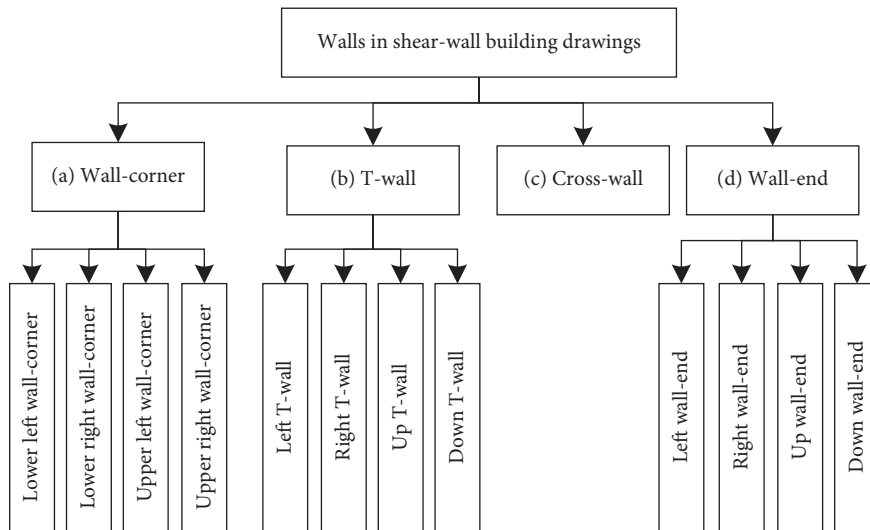 Walls in shear-wall building drawings
(a) Wall-corner
(b) T-wall
(c) Cross-wall
(d) Wall-end
Lower left wall-corner
Lower right wall-corner
Upper left wall-corner
Upper right wall-corner
Left T-wall
Right T-wall
Up T-wall
Down T-wall
Left wall-end
Right wall-end
Up wall-end
Down wall-end